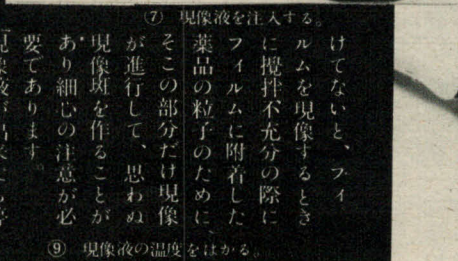 ⑦ 現像液を注入する。
けてないと、フィ
ルムを現像するとき
に攪拌不充分の際に
フィルムに附着した
薬品の粒子のために、
そこの部分だけ現像
が進行して、思わぬ
現像斑を作ることが
あり細心の注意が必
要であります。
⑨ 現像液の温度をはかる。